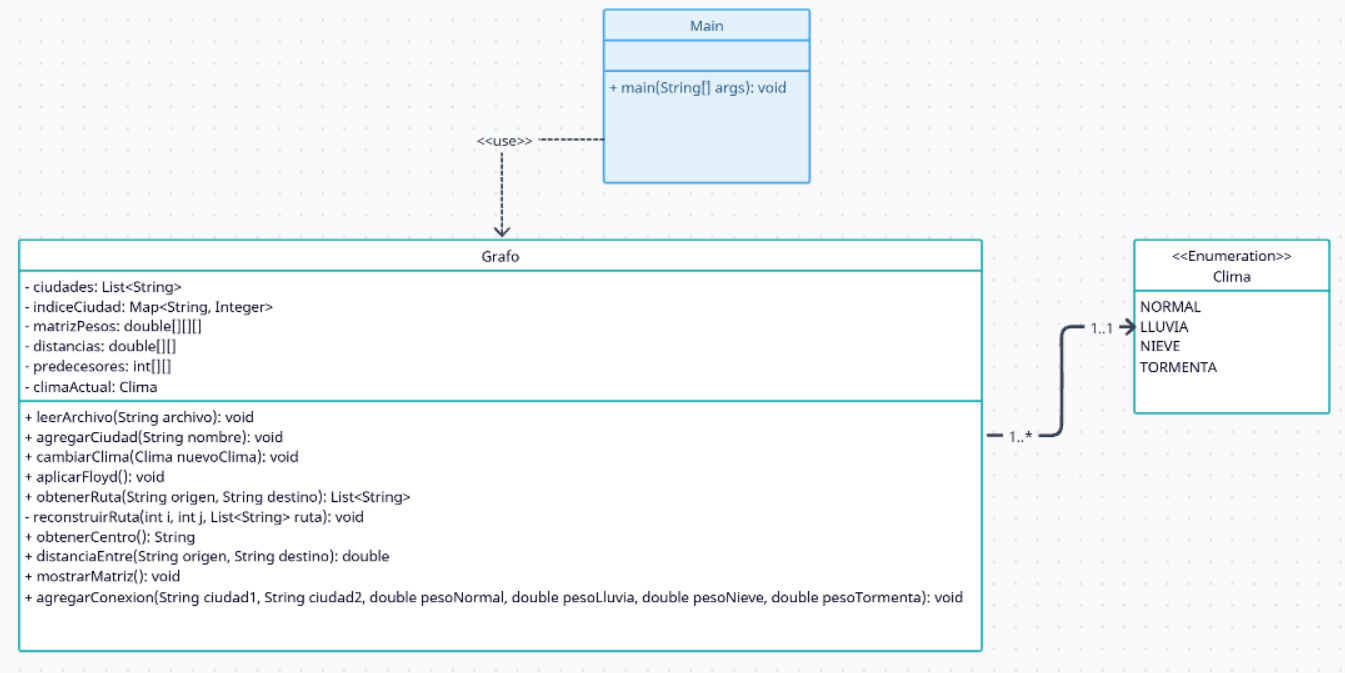 Main
+ main(String[] args): void
<<use>>
Grafo
- ciudades: List<String>
- indiceCiudad: Map<String, Integer>
- matrizPesos: double[][][]
- distancias: double[][]
- predecesores: int[][]
- climaActual: Clima
+ leerArchivo(String archivo): void
+ agregarCiudad(String nombre): void
+ cambiarClima(Clima nuevoClima): void
+ aplicarFloyd(): void
+ obtenerRuta(String origen, String destino): List<String>
- reconstruirRuta(int i, int j, List<String> ruta): void
+ obtenerCentro(): String
+ distanciaEntre(String origen, String destino): double
+ mostrarMatriz(): void
+ agregarConexion(String ciudad1, String ciudad2, double pesoNormal, double pesoLluvia, double pesoNieve, double pesoTormenta): void
1..*
1..1
<<Enumeration>>
Clima
NORMAL
LLUVIA
NIEVE
TORMENTA